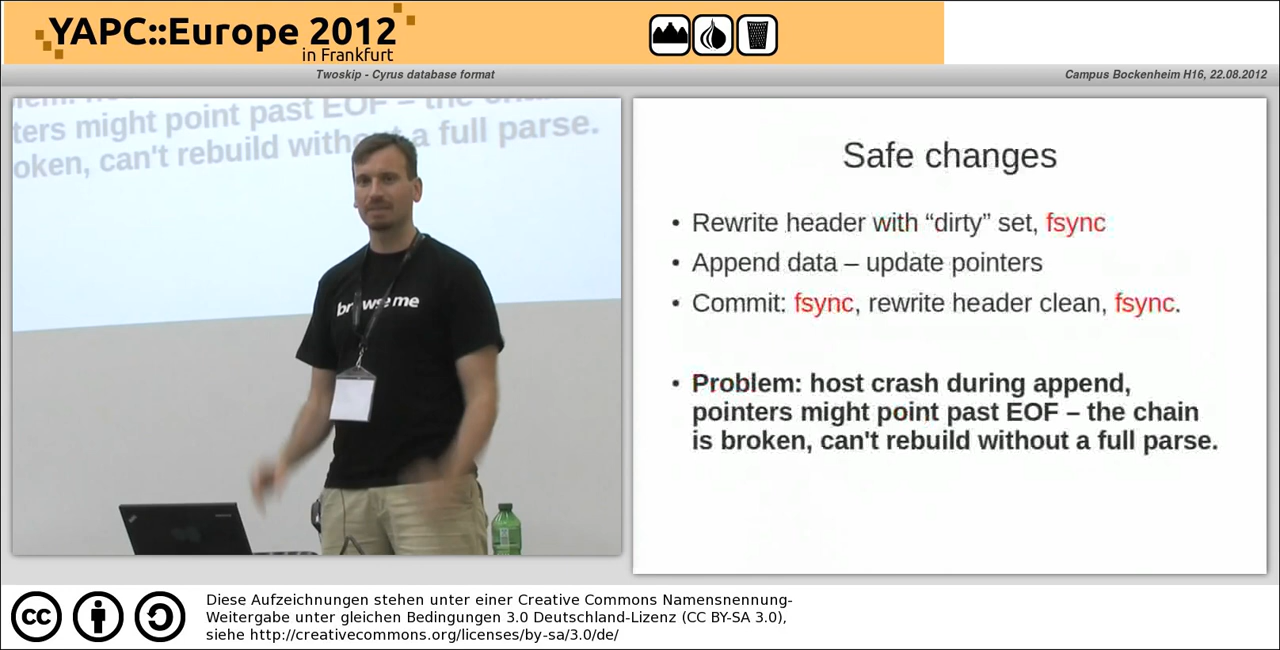 YAPC::Europe 2012
in Frankfurt
Twoskip - Cyrus database format
Campus Bockenheim H16, 22.08.2012
ters might point past EOF – the
oken, can't rebuild without a full parse.
browse me
Safe changes
• Rewrite header with “dirty” set, fsync
• Append data – update pointers
• Commit: fsync, rewrite header clean, fsync.
• Problem: host crash during append,
pointers might point past EOF – the chain
is broken, can't rebuild without a full parse.
cc
Diese Aufzeichnungen stehen unter einer Creative Commons Namensnennung-
Weitergabe unter gleichen Bedingungen 3.0 Deutschland-Lizenz (CC BY-SA 3.0),
siehe http://creativecommons.org/licenses/by-sa/3.0/de/